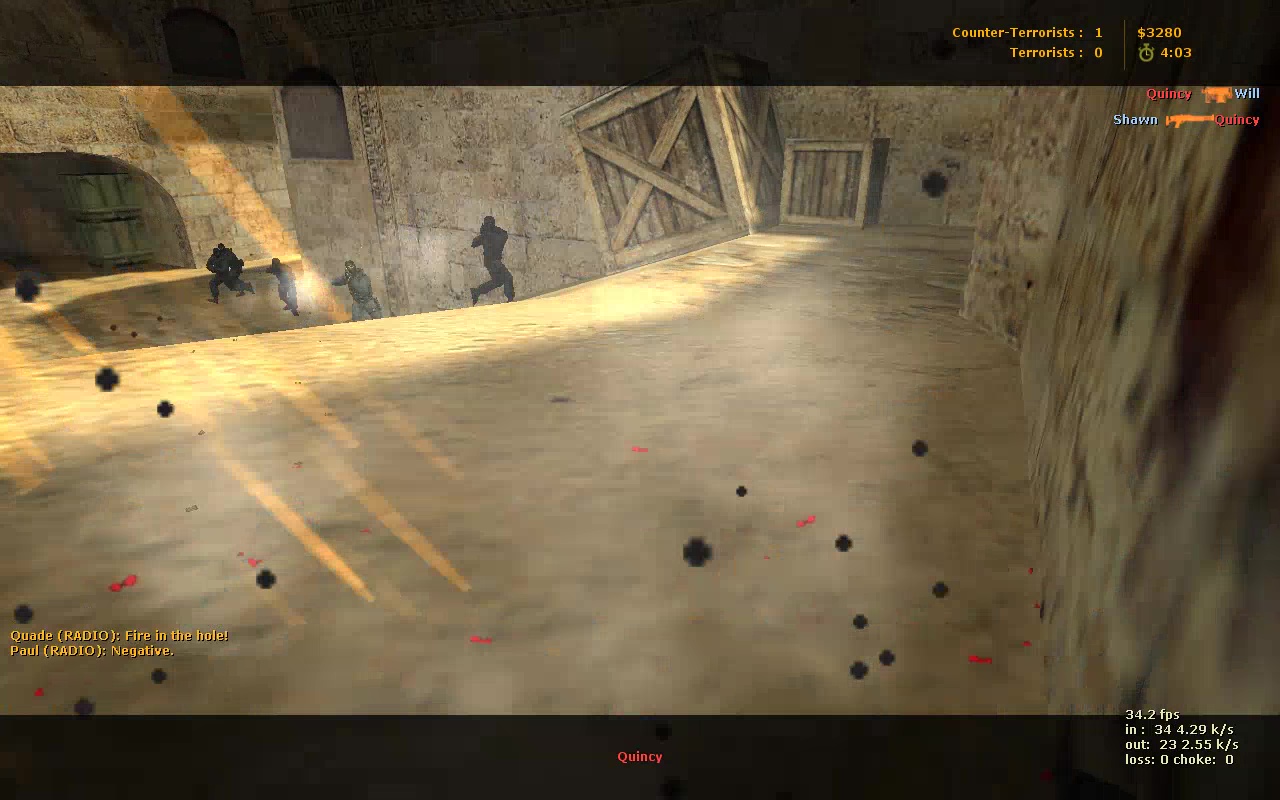 Counter-Terrorists : 1 $3280
Terrorists : 0 4:03
Quincy Will
Shawn Quincy
Quade (RADIO): Fire in the hole!
Paul (RADIO): Negative.
34.2 fps
in : 34 4.29 k/s
out: 23 2.55 k/s
loss: 0 choke: 0
Quincy